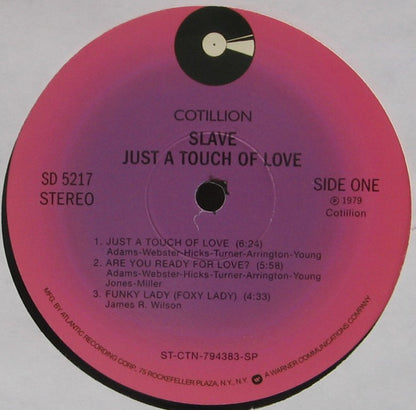 COTILLION
SLAVE
JUST A TOUCH OF LOVE
SD 5217
STEREO
SIDE ONE
℗ 1979
Cotillion
1. JUST A TOUCH OF LOVE (6:24)
Adams-Webster-Hicks-Turner-Arrington-Young
2. ARE YOU READY FOR LOVE? (5:58)
Adams-Webster-Hicks-Turner-Arrington-Young
Jones-Miller
3. FUNKY LADY (FOXY LADY) (4:33)
James R. Wilson
ST-CTN-794383-SP
MFG. BY ATLANTIC RECORDING CORP., 75 ROCKEFELLER PLAZA, N.Y., N.Y. A WARNER COMMUNICATIONS COMPANY